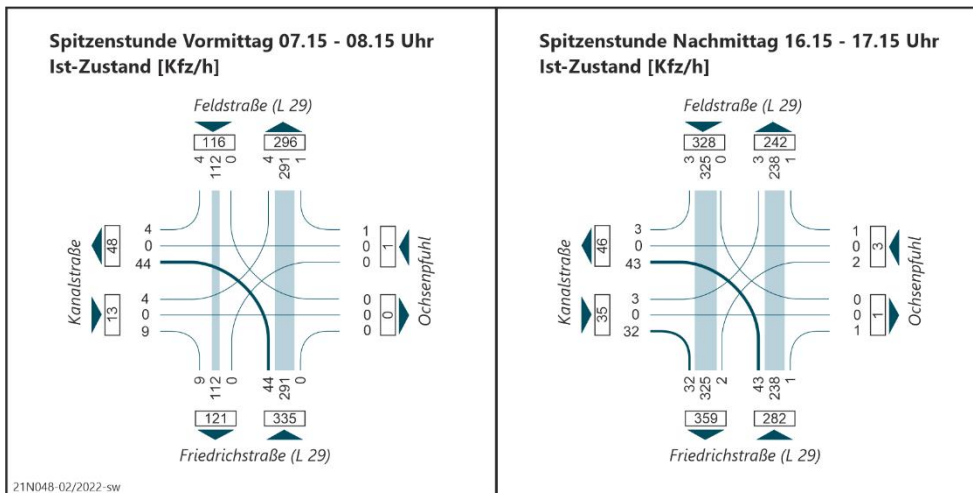 Spitzenstunde Vormittag 07.15 - 08.15 Uhr
Ist-Zustand [Kfz/h]
Feldstraße (L 29)
116 296
4 112 0 4 291 1
Kanalstraße
48
4
0
44
13
4
0
9
1
0
0
1
Ochsenpfuhl
0
0
0
0
9 112 0 44 291 0
121 335
Friedrichstraße (L 29)
21N048-02/2022-sw
Spitzenstunde Nachmittag 16.15 - 17.15 Uhr
Ist-Zustand [Kfz/h]
Feldstraße (L 29)
328 242
3 325 0 3 238 1
Kanalstraße
46
3
0
43
35
3
0
32
1
0
2
3
Ochsenpfuhl
0
0
1
1
32 325 2 43 238 1
359 282
Friedrichstraße (L 29)